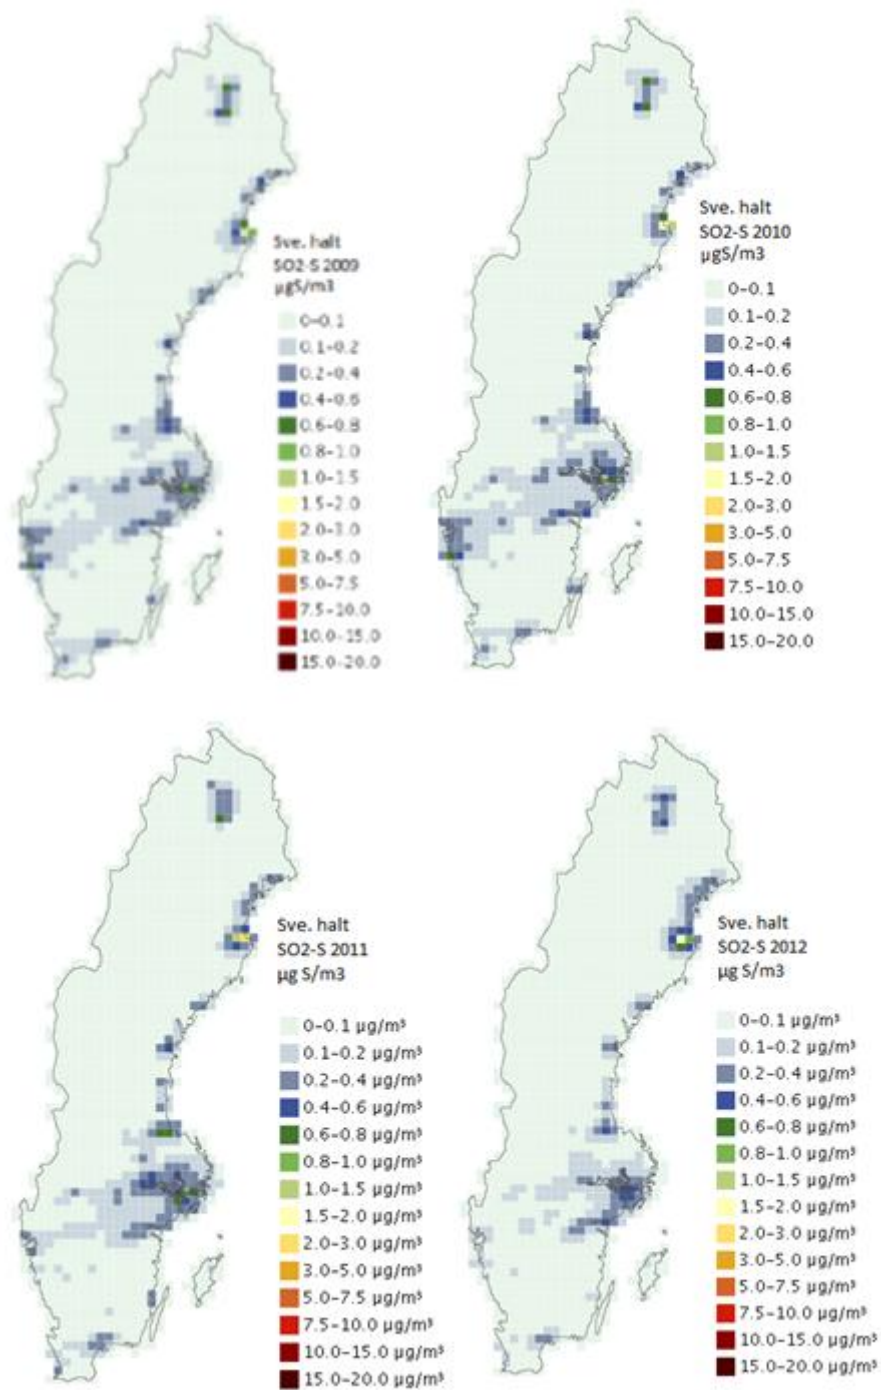 Sve. halt
SO2-S 2009
µgS/m3
0–0.1
0.1–0.2
0.2–0.4
0.4–0.6
0.6–0.8
0.8–1.0
1.0–1.5
1.5–2.0
2.0–3.0
3.0–5.0
5.0–7.5
7.5–10.0
10.0–15.0
15.0–20.0
Sve. halt
SO2-S 2010
µgS/m3
0–0.1
0.1–0.2
0.2–0.4
0.4–0.6
0.6–0.8
0.8–1.0
1.0–1.5
1.5–2.0
2.0–3.0
3.0–5.0
5.0–7.5
7.5–10.0
10.0–15.0
15.0–20.0
Sve. halt
SO2-S 2011
µg S/m3
0–0.1 µg/m³
0.1–0.2 µg/m³
0.2–0.4 µg/m³
0.4–0.6 µg/m³
0.6–0.8 µg/m³
0.8–1.0 µg/m³
1.0–1.5 µg/m³
1.5–2.0 µg/m³
2.0–3.0 µg/m³
3.0–5.0 µg/m³
5.0–7.5 µg/m³
7.5–10.0 µg/m³
10.0–15.0 µg/m³
15.0–20.0 µg/m³
Sve. halt
SO2-S 2012
µg S/m3
0–0.1 µg/m³
0.1–0.2 µg/m³
0.2–0.4 µg/m³
0.4–0.6 µg/m³
0.6–0.8 µg/m³
0.8–1.0 µg/m³
1.0–1.5 µg/m³
1.5–2.0 µg/m³
2.0–3.0 µg/m³
3.0–5.0 µg/m³
5.0–7.5 µg/m³
7.5–10.0 µg/m³
10.0–15.0 µg/m³
15.0–20.0 µg/m³